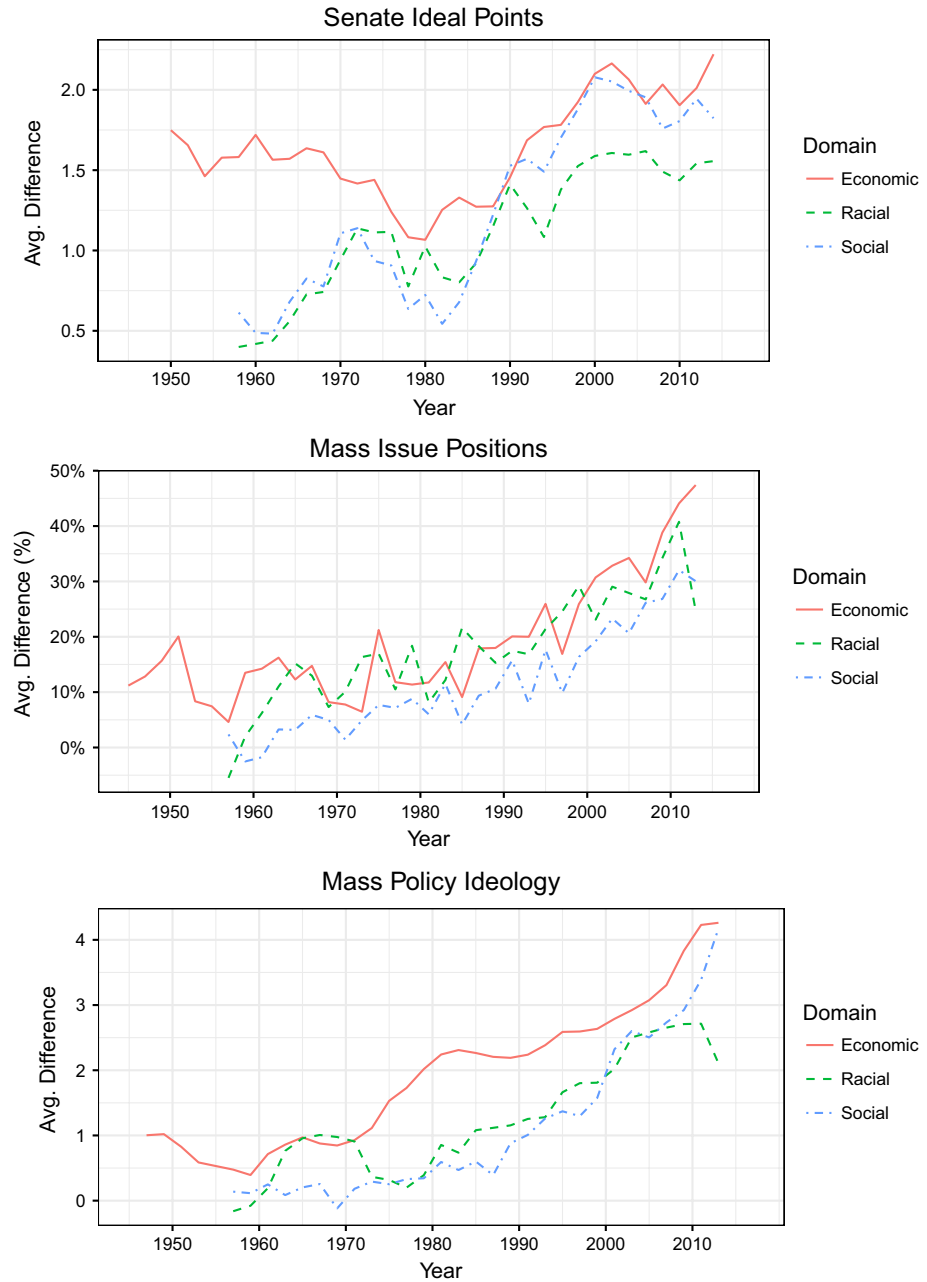 Senate Ideal Points
Avg. Difference
2.0
1.5
1.0
0.5
1950 1960 1970 1980 1990 2000 2010
Year
Domain
Economic
Racial
Social
Mass Issue Positions
Avg. Difference (%)
50%
40%
30%
20%
10%
0%
1950 1960 1970 1980 1990 2000 2010
Year
Domain
Economic
Racial
Social
Mass Policy Ideology
Avg. Difference
4
3
2
1
0
1950 1960 1970 1980 1990 2000 2010
Year
Domain
Economic
Racial
Social